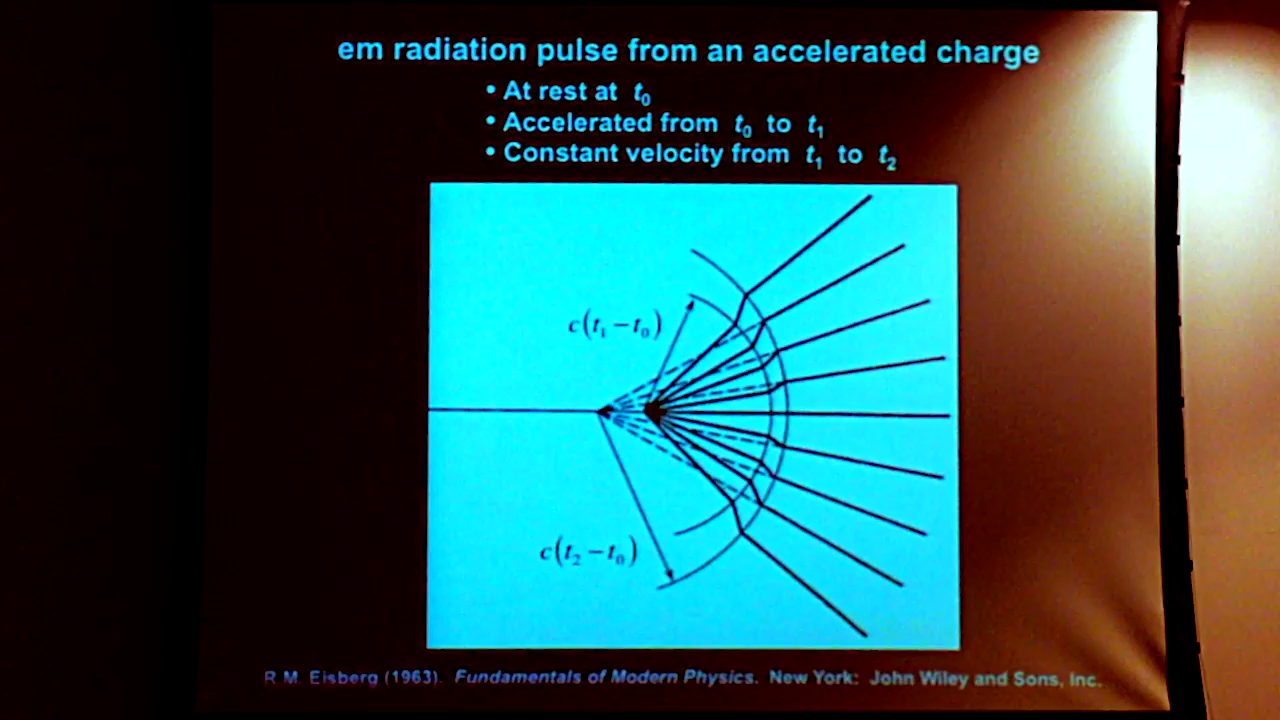 em radiation pulse from an accelerated charge
• At rest at t₀
• Accelerated from t₀ to t₁
• Constant velocity from t₁ to t₂
c(t₁ – t₀)
c(t₂ – t₀)
R.M. Eisberg (1963). Fundamentals of Modern Physics. New York: John Wiley and Sons, Inc.